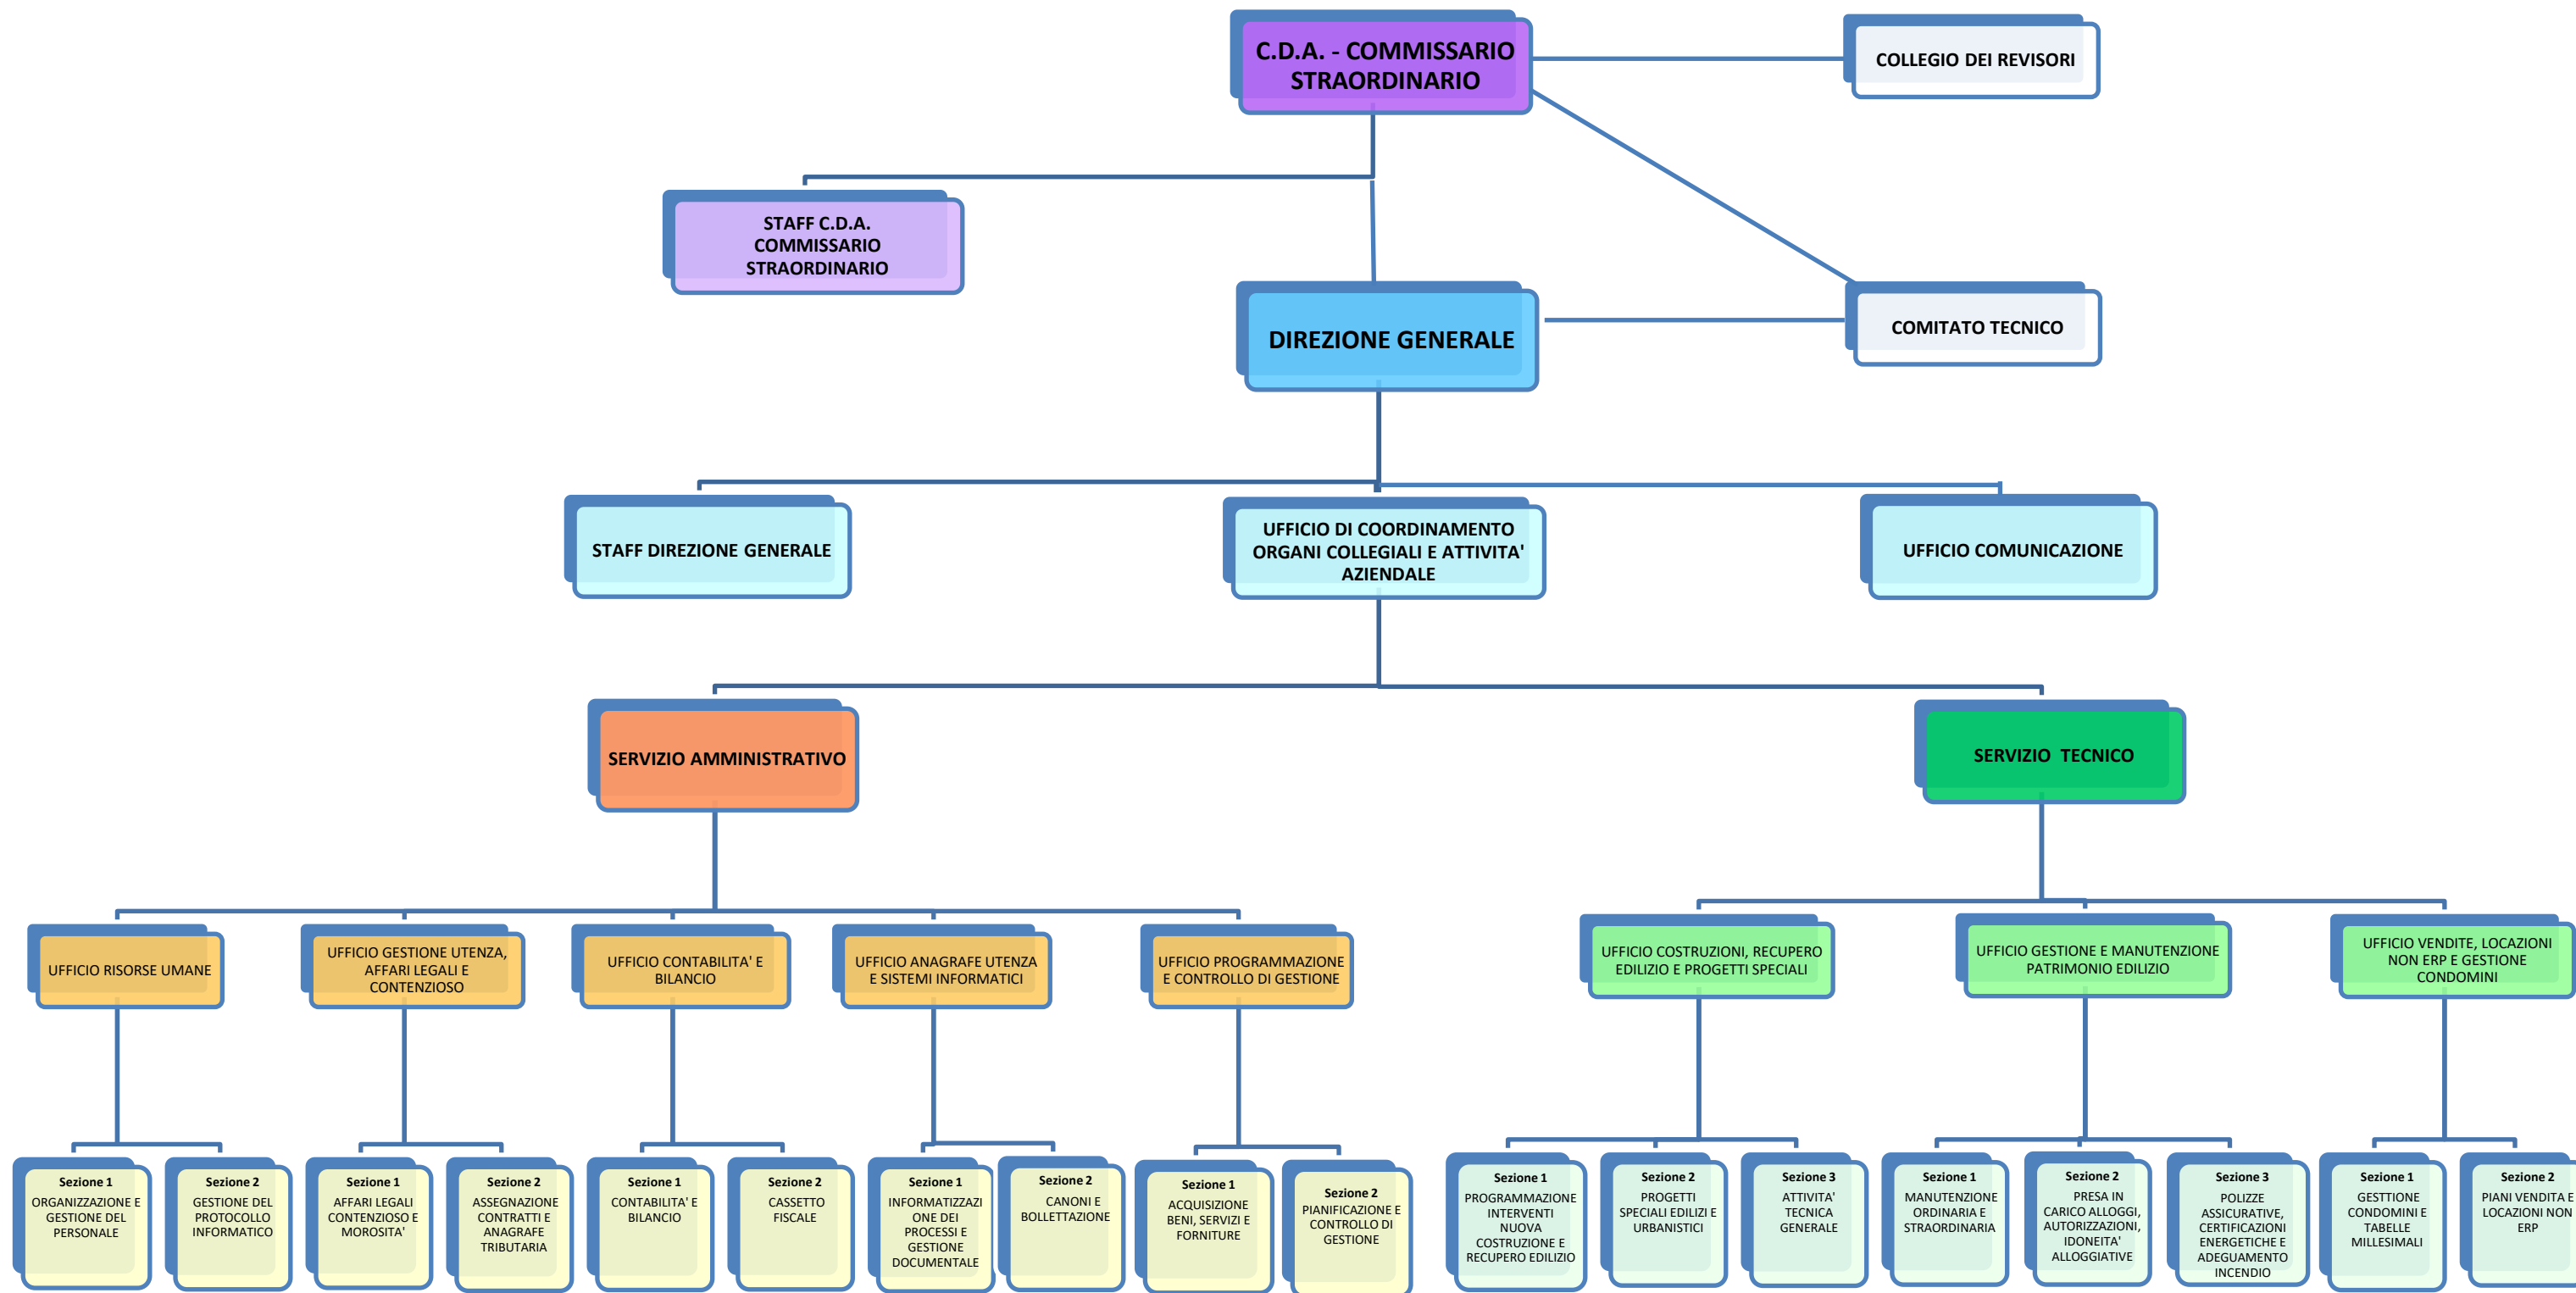 C.D.A. - COMMISSARIO
STRAORDINARIO
COLLEGIO DEI REVISORI
STAFF C.D.A.
COMMISSARIO
STRAORDINARIO
DIREZIONE GENERALE
COMITATO TECNICO
STAFF DIREZIONE GENERALE
UFFICIO DI COORDINAMENTO
ORGANI COLLEGIALI E ATTIVITA'
AZIENDALE
UFFICIO COMUNICAZIONE
SERVIZIO AMMINISTRATIVO
SERVIZIO TECNICO
UFFICIO RISORSE UMANE
UFFICIO GESTIONE UTENZA,
AFFARI LEGALI E
CONTENZIOSO
UFFICIO CONTABILITA' E
BILANCIO
UFFICIO ANAGRAFE UTENZA
E SISTEMI INFORMATICI
UFFICIO PROGRAMMAZIONE
E CONTROLLO DI GESTIONE
UFFICIO COSTRUZIONI, RECUPERO
EDILIZIO E PROGETTI SPECIALI
UFFICIO GESTIONE E MANUTENZIONE
PATRIMONIO EDILIZIO
UFFICIO VENDITE, LOCAZIONI
NON ERP E GESTIONE
CONDOMINI
Sezione 1
ORGANIZZAZIONE E
GESTIONE DEL
PERSONALE
Sezione 2
GESTIONE DEL
PROTOCOLLO
INFORMATICO
Sezione 1
AFFARI LEGALI
CONTENZIOSO E
MOROSITA'
Sezione 2
ASSEGNAZIONE
CONTRATTI E
ANAGRAFE
TRIBUTARIA
Sezione 1
CONTABILITA' E
BILANCIO
Sezione 2
CASSETTO
FISCALE
Sezione 1
INFORMATIZZAZI
ONE DEI
PROCESSI E
GESTIONE
DOCUMENTALE
Sezione 2
CANONI E
BOLLETTAZIONE
Sezione 1
ACQUISIZIONE
BENI, SERVIZI E
FORNITURE
Sezione 2
PIANIFICAZIONE E
CONTROLLO DI
GESTIONE
Sezione 1
PROGRAMMAZIONE
INTERVENTI
NUOVA
COSTRUZIONE E
RECUPERO EDILIZIO
Sezione 2
PROGETTI
SPECIALI EDILIZI E
URBANISTICI
Sezione 3
ATTIVITA'
TECNICA
GENERALE
Sezione 1
MANUTENZIONE
ORDINARIA E
STRAORDINARIA
Sezione 2
PRESA IN
CARICO ALLOGGI,
AUTORIZZAZIONI,
IDONEITA'
ALLOGGIATIVE
Sezione 3
POLIZZE
ASSICURATIVE,
CERTIFICAZIONI
ENERGETICHE E
ADEGUAMENTO
INCENDIO
Sezione 1
GESTTIONE
CONDOMINI E
TABELLE
MILLESIMALI
Sezione 2
PIANI VENDITA E
LOCAZIONI NON
ERP